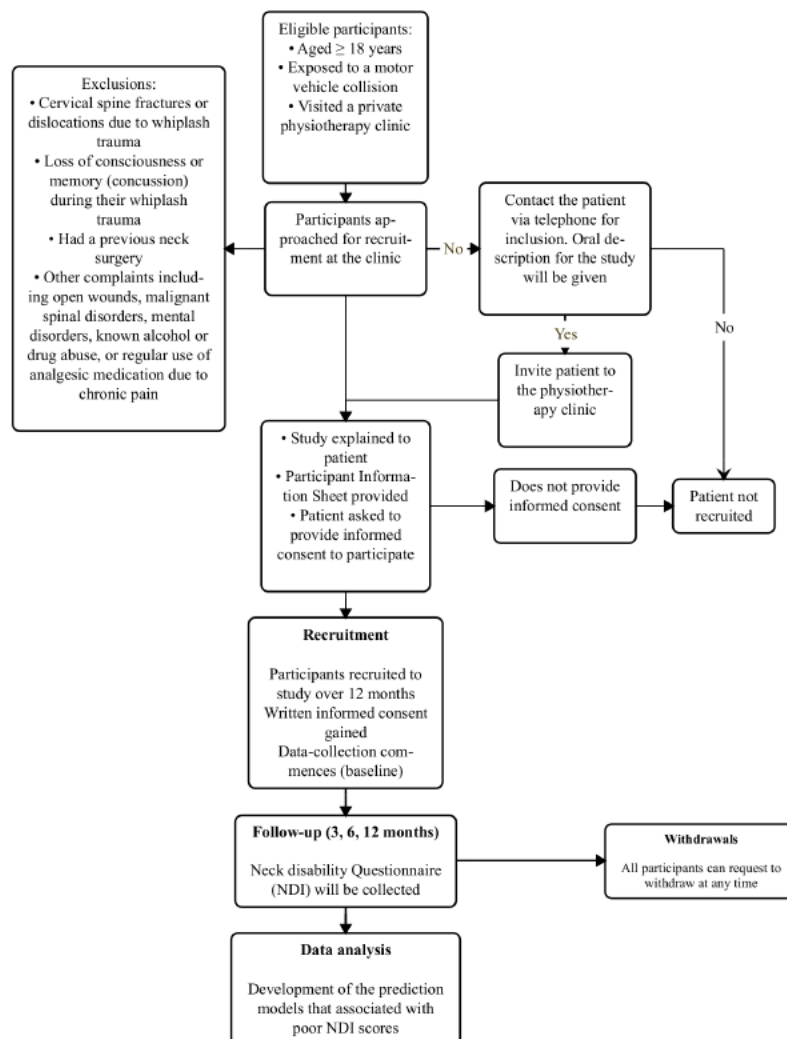 Eligible participants:
• Aged ≥ 18 years
• Exposed to a motor
vehicle collision
• Visited a private
physiotherapy clinic
Exclusions:
• Cervical spine fractures or
dislocations due to whiplash
trauma
• Loss of consciousness or
memory (concussion)
during their whiplash
trauma
• Had a previous neck
surgery
• Other complaints includ-
ing open wounds, malignant
spinal disorders, mental
disorders, known alcohol or
drug abuse, or regular use of
analgesic medication due to
chronic pain
Participants ap-
proached for recruit-
ment at the clinic
No
Contact the patient
via telephone for
inclusion. Oral de-
scription for the study
will be given
Yes
No
Invite patient to
the physiother-
apy clinic
• Study explained to
patient
• Participant Informa-
tion Sheet provided
• Patient asked to
provide informed
consent to participate
Does not provide
informed consent
Patient not
recruited
Recruitment
Participants recruited to
study over 12 months
Written informed consent
gained
Data-collection com-
mences (baseline)
Follow-up (3, 6, 12 months)
Neck disability Questionnaire
(NDI) will be collected
Withdrawals
All participants can request to
withdraw at any time
Data analysis
Development of the prediction
models that associated with
poor NDI scores